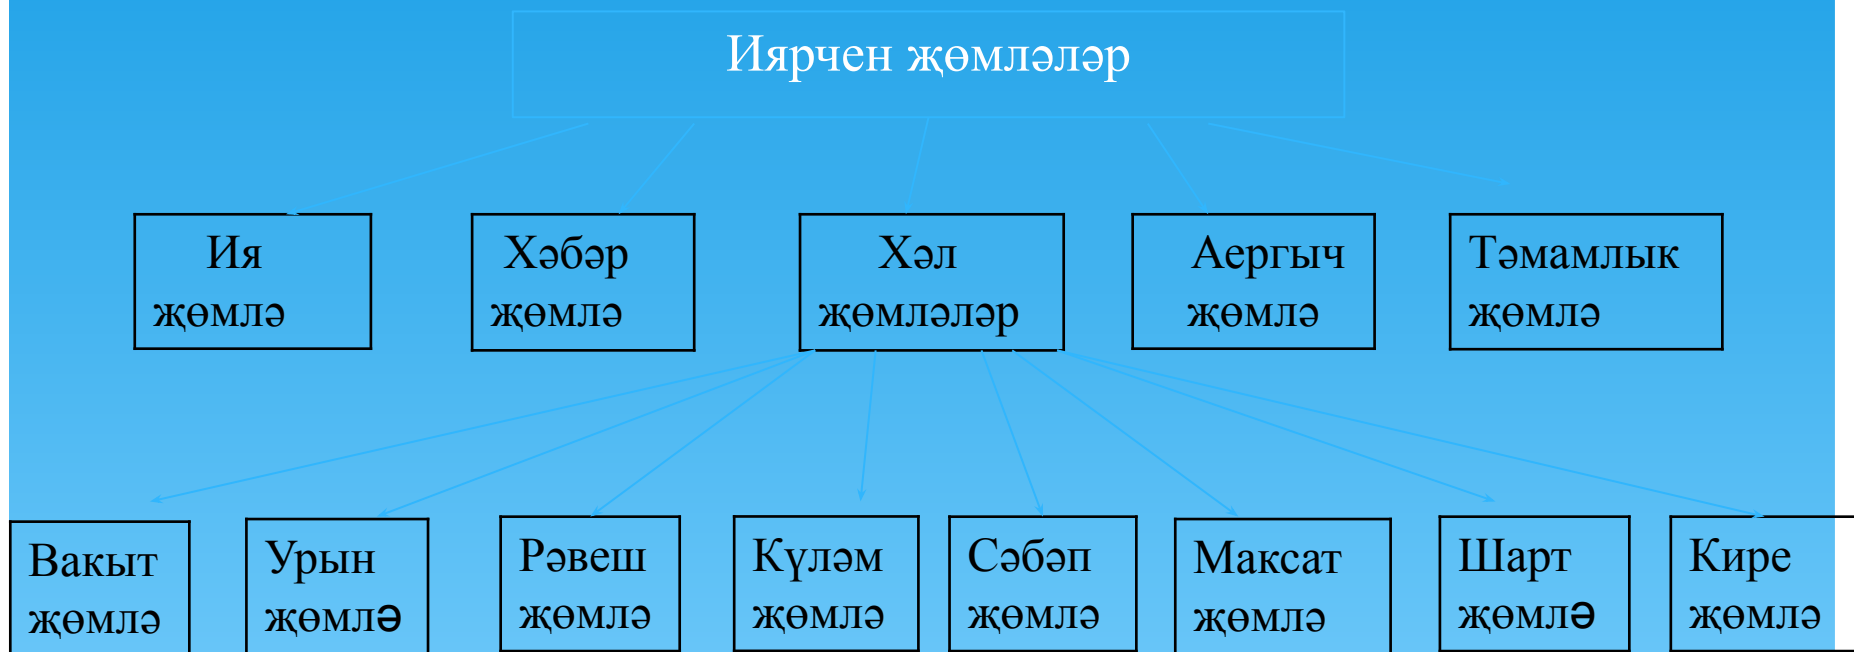 Иярчен җөмләләр
Ия
җөмлә
Хәбәр
җөмлә
Хәл
җөмләләр
Аергыч
җөмлә
Тәмамлык
җөмлә
Вакыт
җөмлә
Урын
җөмлә
Рәвеш
җөмлә
Күләм
җөмлә
Сәбәп
җөмлә
Максат
җөмлә
Шарт
җөмлә
Кире
җөмлә